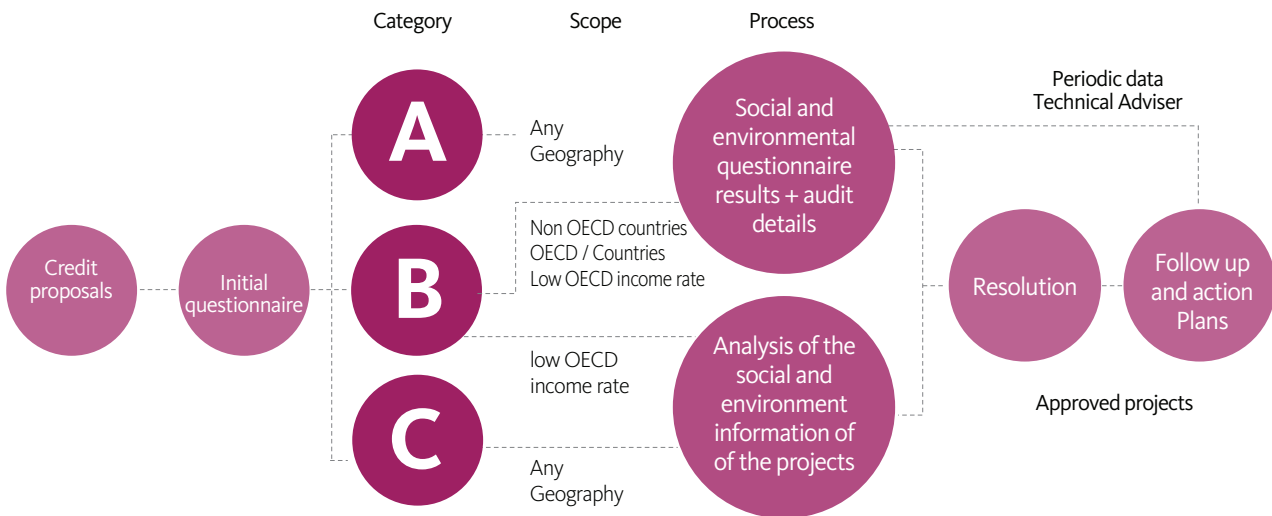 Category
Scope
Process
Credit
proposals
Initial
questionnaire
A
Any
Geography
B
Non OECD countries
OECD / Countries
Low OECD income rate
low OECD
income rate
C
Any
Geography
Social and
environmental
questionnaire
results + audit
details
Analysis of the
social and
environment
information of
of the projects
Periodic data
Technical Adviser
Resolution
Follow up
and action
Plans
Approved projects